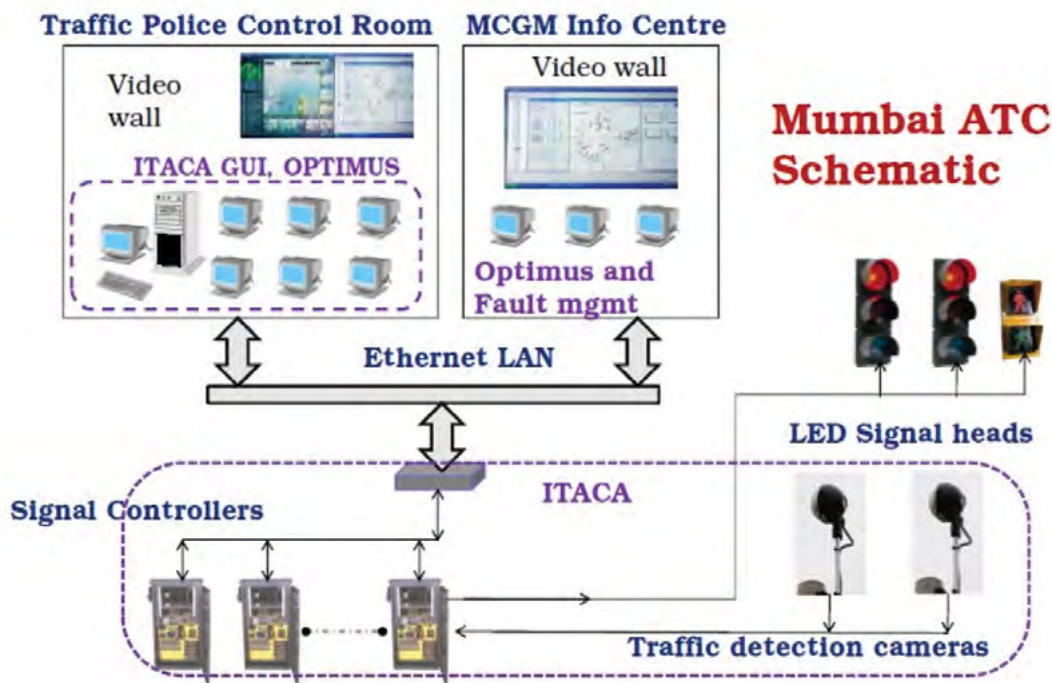 Traffic Police Control Room
MCGM Info Centre
Video
wall
Video wall
Mumbai ATC
Schematic
ITACA GUI, OPTIMUS
Optimus and
Fault mgmt
Ethernet LAN
LED Signal heads
ITACA
Signal Controllers
Traffic detection cameras